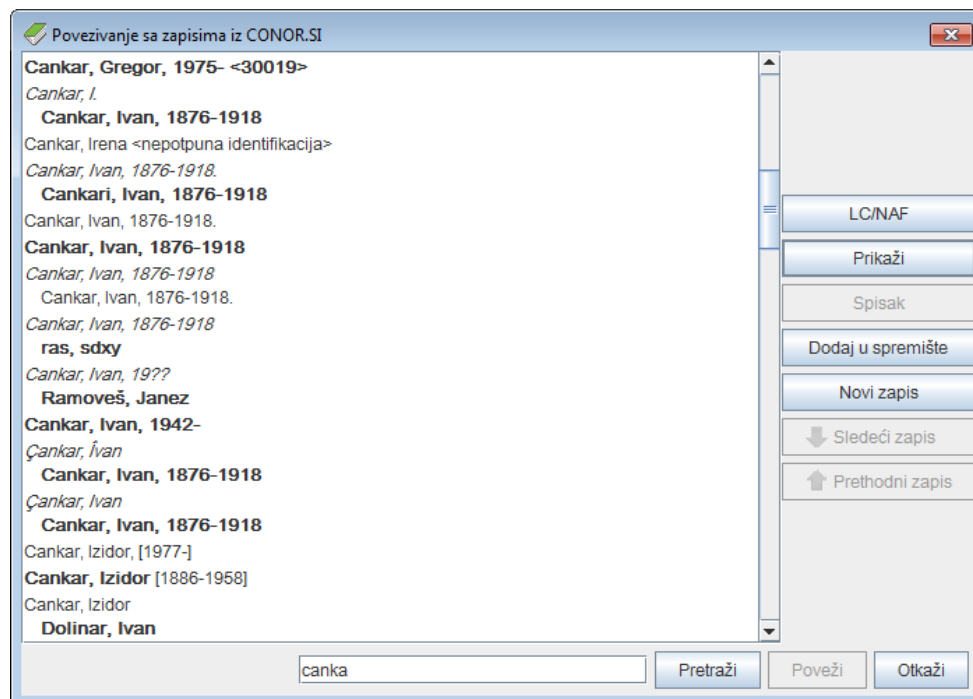 Povezivanje sa zapisima iz CONOR.SI
Cankar, Gregor, 1975- <30019>
Cankar, I.
Cankar, Ivan, 1876-1918
Cankar, Irena <nepotpuna identifikacija>
Cankar, Ivan, 1876-1918.
Cankari, Ivan, 1876-1918
Cankar, Ivan, 1876-1918.
Cankar, Ivan, 1876-1918
Cankar, Ivan, 1876-1918
Cankar, Ivan, 1876-1918.
Cankar, Ivan, 1876-1918
ras, sdxy
Cankar, Ivan, 19??
Ramoveš, Janez
Cankar, Ivan, 1942-
Çankar, Îvan
Cankar, Ivan, 1876-1918
Çankar, Ivan
Cankar, Ivan, 1876-1918
Cankar, Izidor, [1977-]
Cankar, Izidor [1886-1958]
Cankar, Izidor
Dolinar, Ivan
LC/NAF
Prikaži
Spisak
Dodaj u spremište
Novi zapis
Sledeći zapis
Prethodni zapis
canka
Pretraži
Poveži
Otkaži